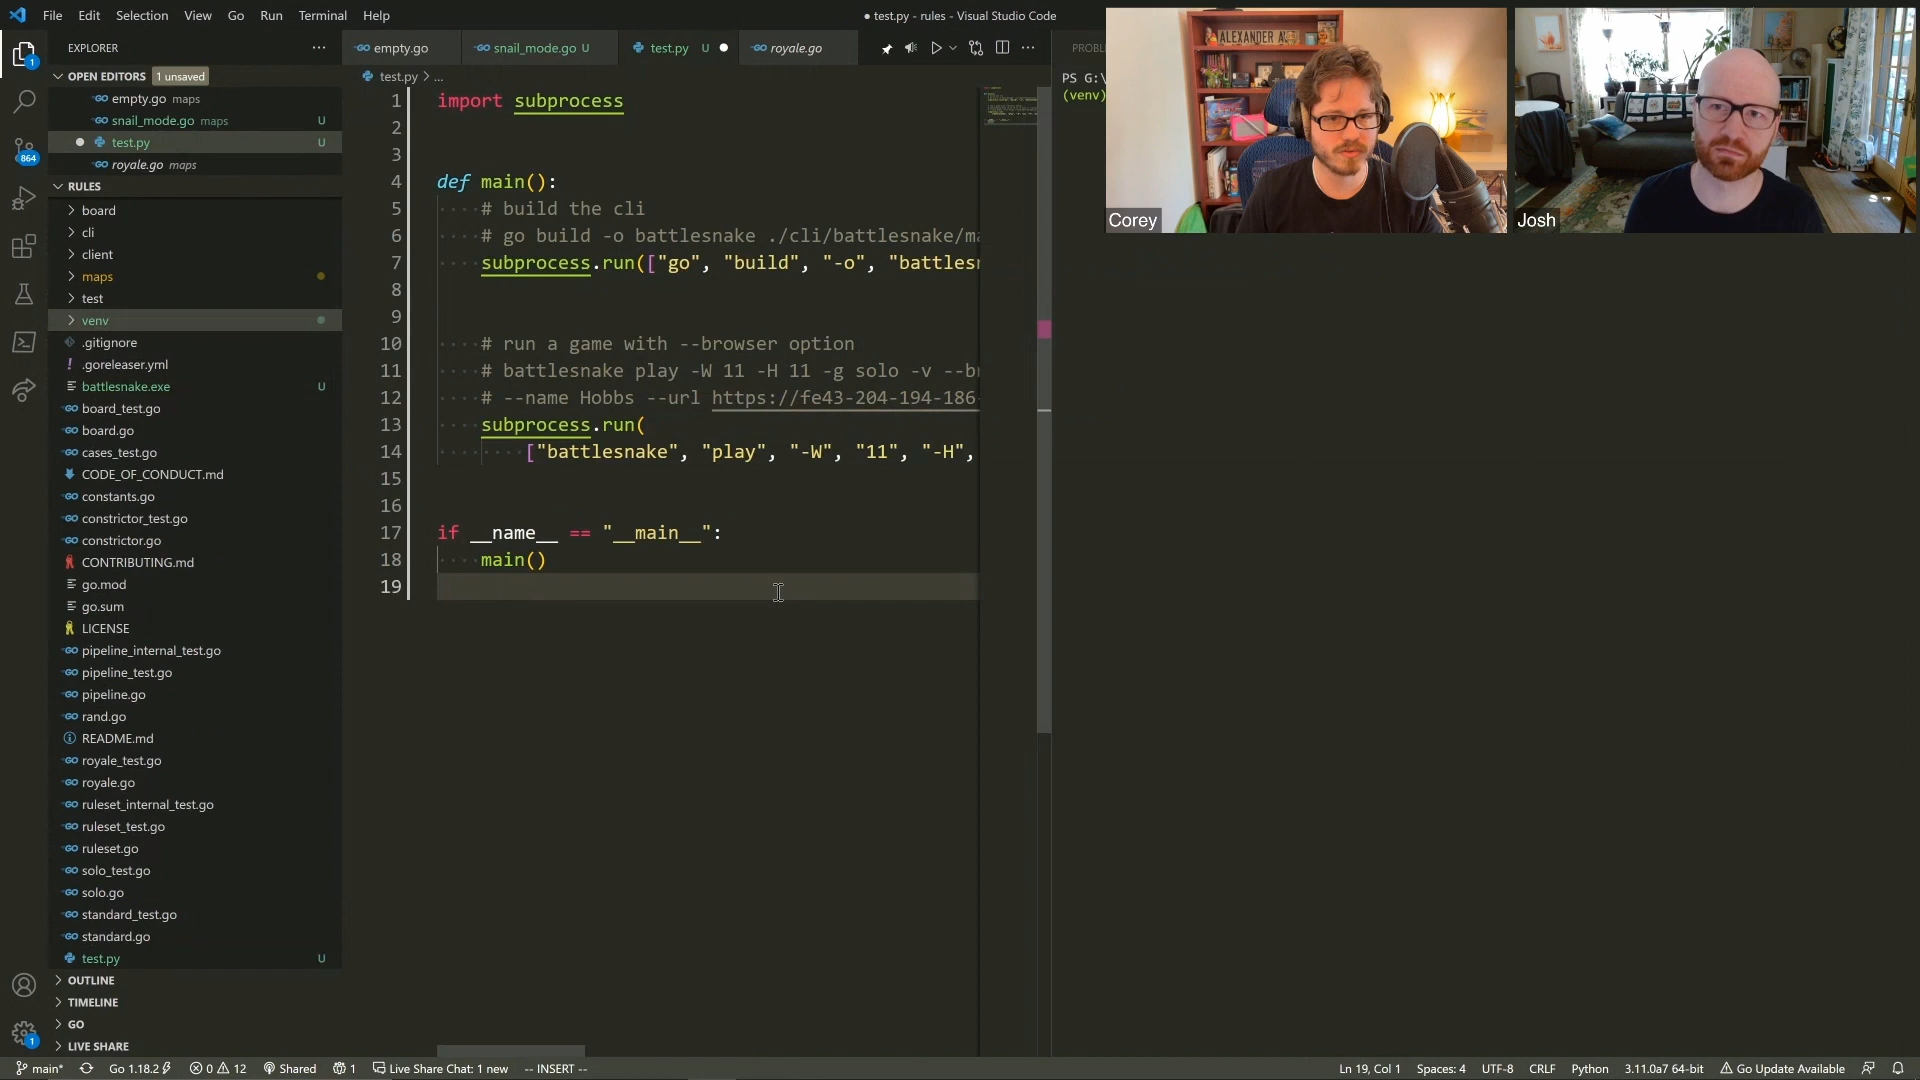 File Edit Selection View Go Run Terminal Help
● test.py - rules - Visual Studio Code
EXPLORER
OPEN EDITORS 1 unsaved
empty.go maps
snail_mode.go maps U
test.py U
royale.go maps
RULES
board
cli
client
maps
test
venv
.gitignore
.goreleaser.yml
battlesnake.exe U
board_test.go
board.go
cases_test.go
CODE_OF_CONDUCT.md
constants.go
constrictor_test.go
constrictor.go
CONTRIBUTING.md
go.mod
go.sum
LICENSE
pipeline_internal_test.go
pipeline_test.go
pipeline.go
rand.go
README.md
royale_test.go
royale.go
ruleset_internal_test.go
ruleset_test.go
ruleset.go
solo_test.go
solo.go
standard_test.go
standard.go
test.py U
OUTLINE
TIMELINE
GO
LIVE SHARE
empty.go snail_mode.go U test.py U royale.go
test.py > ...
1 import subprocess
2
3
4 def main():
5 # build the cli
6 # go build -o battlesnake ./cli/battlesnake/ma
7 subprocess.run(["go", "build", "-o", "battlesn
8
9
10 # run a game with --browser option
11 # battlesnake play -W 11 -H 11 -g solo -v --br
12 # --name Hobbs --url https://fe43-204-194-186-
13 subprocess.run(
14 ["battlesnake", "play", "-W", "11", "-H",
15
16
17 if __name__ == "__main__":
18 main()
19
PROBL
PS G:\
(venv)
ALEXANDER
Corey
Josh
main* Go 1.18.2 0 12 Shared 1 Live Share Chat: 1 new -- INSERT --
Ln 19, Col 1 Spaces: 4 UTF-8 CRLF Python 3.11.0a7 64-bit Go Update Available
1
864
1